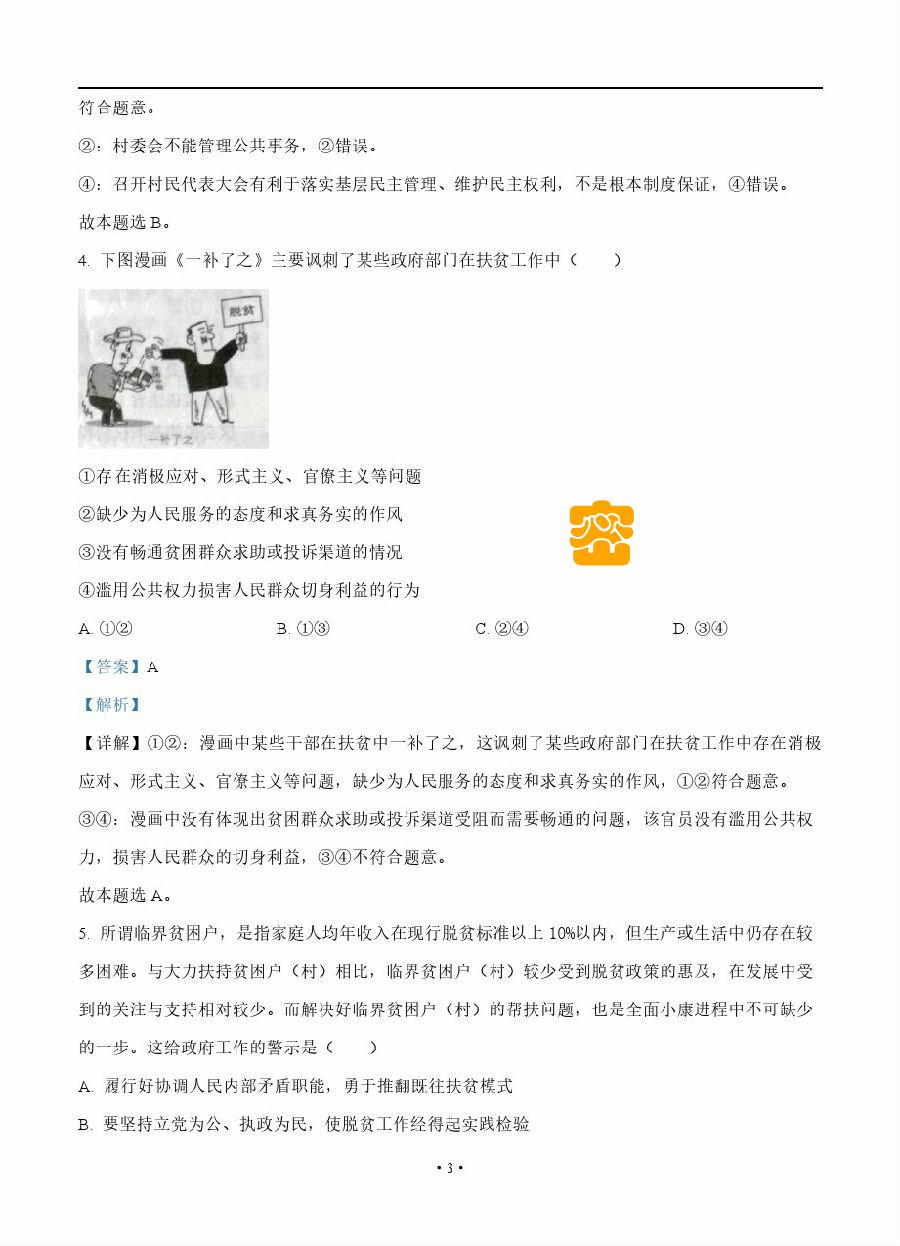 符合题意。
②：村委会不能管理公共事务，②错误。
④：召开村民代表大会有利于落实基层民主管理、维护民主权利，不是根本制度保证，④错误。
故本题选 B。
4. 下图漫画《一补了之》主要讽刺了某些政府部门在扶贫工作中（　　）
脱贫
一补了之
①存在消极应对、形式主义、官僚主义等问题
②缺少为人民服务的态度和求真务实的作风
③没有畅通贫困群众求助或投诉渠道的情况
④滥用公共权力损害人民群众切身利益的行为
A. ①② B. ①③ C. ②④ D. ③④
【答案】A
【解析】
【详解】①②：漫画中某些干部在扶贫中一补了之，这讽刺了某些政府部门在扶贫工作中存在消极
应对、形式主义、官僚主义等问题，缺少为人民服务的态度和求真务实的作风，①②符合题意。
③④：漫画中没有体现出贫困群众求助或投诉渠道受阻而需要畅通的问题，该官员没有滥用公共权
力，损害人民群众的切身利益，③④不符合题意。
故本题选 A。
5. 所谓临界贫困户，是指家庭人均年收入在现行脱贫标准以上 10%以内，但生产或生活中仍存在较
多困难。与大力扶持贫困户（村）相比，临界贫困户（村）较少受到脱贫政策的惠及，在发展中受
到的关注与支持相对较少。而解决好临界贫困户（村）的帮扶问题，也是全面小康进程中不可缺少
的一步。这给政府工作的警示是（　　）
A. 履行好协调人民内部矛盾职能，勇于推翻既往扶贫模式
B. 要坚持立党为公、执政为民，使脱贫工作经得起实践检验
• 3 •